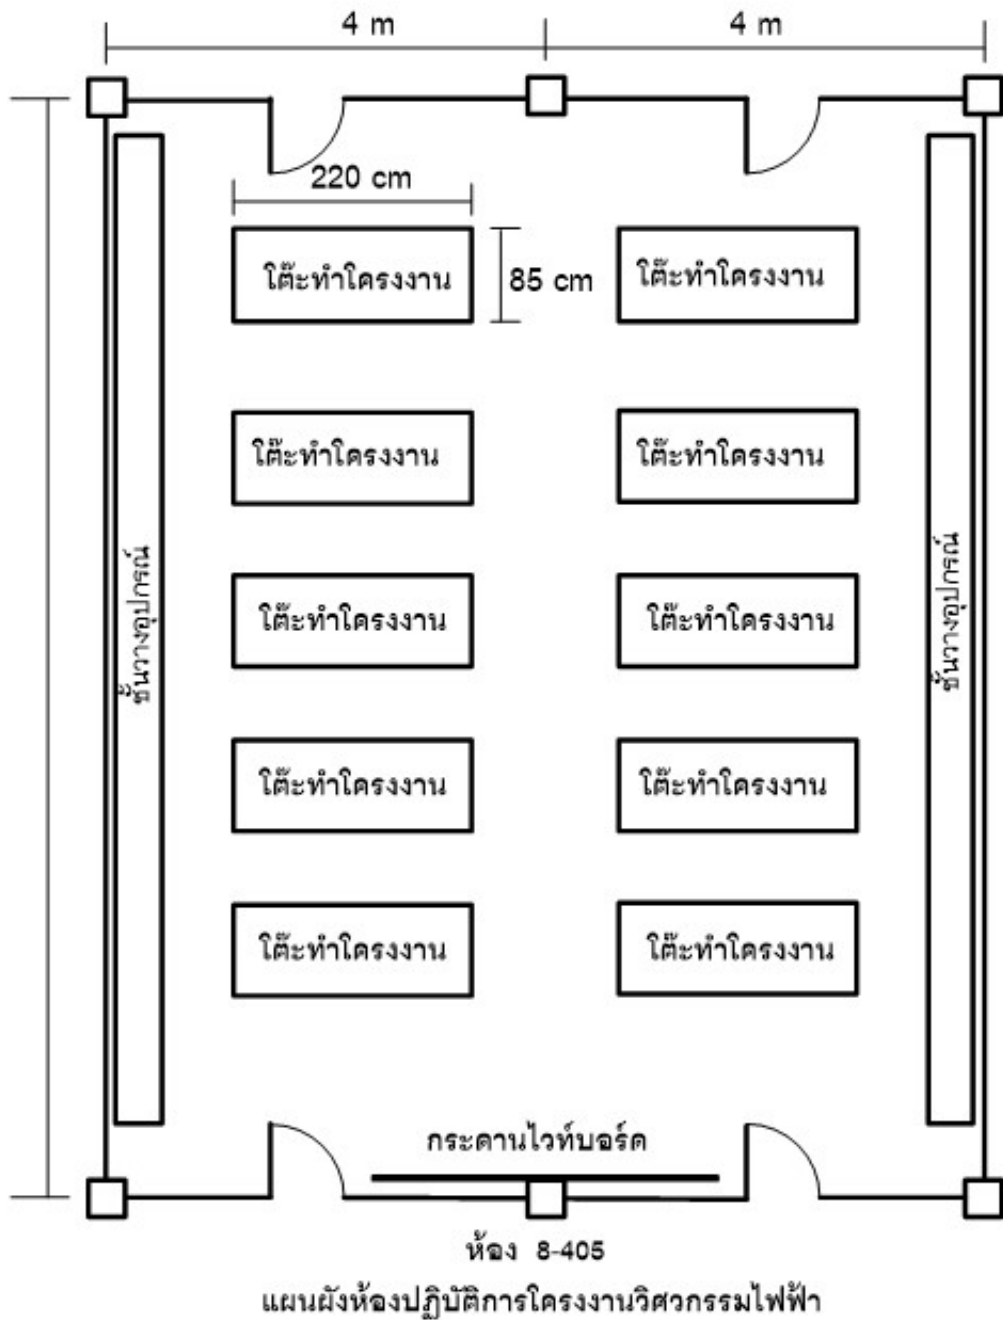 4 m 4 m
220 cm
85 cm
โต๊ะทำโครงงาน โต๊ะทำโครงงาน
โต๊ะทำโครงงาน โต๊ะทำโครงงาน
ชั้นวางอุปกรณ์ ชั้นวางอุปกรณ์
โต๊ะทำโครงงาน โต๊ะทำโครงงาน
โต๊ะทำโครงงาน โต๊ะทำโครงงาน
โต๊ะทำโครงงาน โต๊ะทำโครงงาน
กระดานไวท์บอร์ด
ห้อง 8-405
แผนผังห้องปฏิบัติการโครงงานวิศวกรรมไฟฟ้า